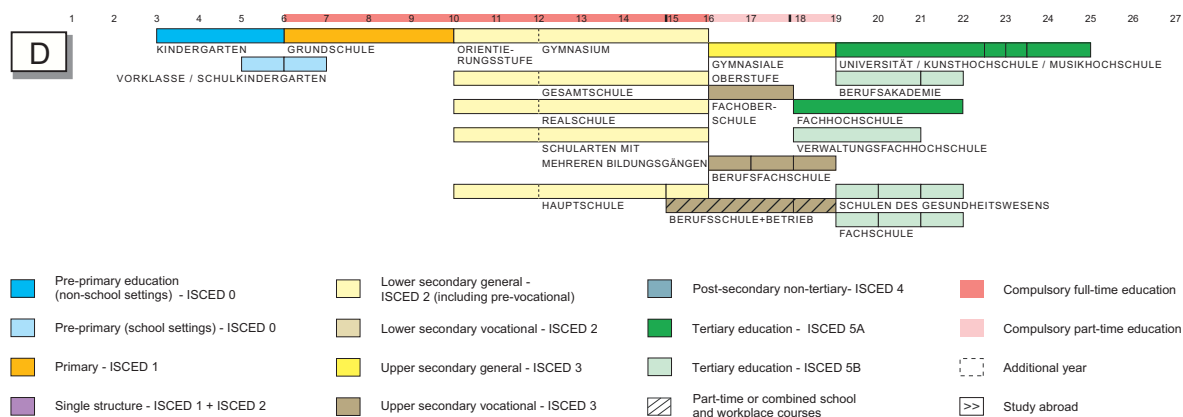 1 2 3 4 5 6 7 8 9 10 11 12 13 14 15 16 17 18 19 20 21 22 23 24 25 26 27
D
KINDERGARTEN GRUNDSCHULE ORIENTIE- GYMNASIUM GYMNASIALE UNIVERSITÄT / KUNSTHOCHSCHULE / MUSIKHOCHSCHULE
RUNGSSTUFE
VORKLASSE / SCHULKINDERGARTEN OBERSTUFE
GESAMTSCHULE BERUFSAKADEMIE
FACHOBER- FACHHOCHSCHULE
REALSCHULE SCHULE
SCHULARTEN MIT VERWALTUNGSFACHHOCHSCHULE
MEHREREN BILDUNGSGÄNGEN
BERUFSFACHSCHULE
HAUPTSCHULE SCHULEN DES GESUNDHEITSWESENS
BERUFSSCHULE+BETRIEB
FACHSCHULE
Pre-primary education
(non-school settings) - ISCED 0
Pre-primary (school settings) - ISCED 0
Primary - ISCED 1
Single structure - ISCED 1 + ISCED 2
Lower secondary general -
ISCED 2 (including pre-vocational)
Lower secondary vocational - ISCED 2
Upper secondary general - ISCED 3
Upper secondary vocational - ISCED 3
Post-secondary non-tertiary- ISCED 4
Tertiary education - ISCED 5A
Tertiary education - ISCED 5B
Part-time or combined school
and workplace courses
Compulsory full-time education
Compulsory part-time education
Additional year
>> Study abroad